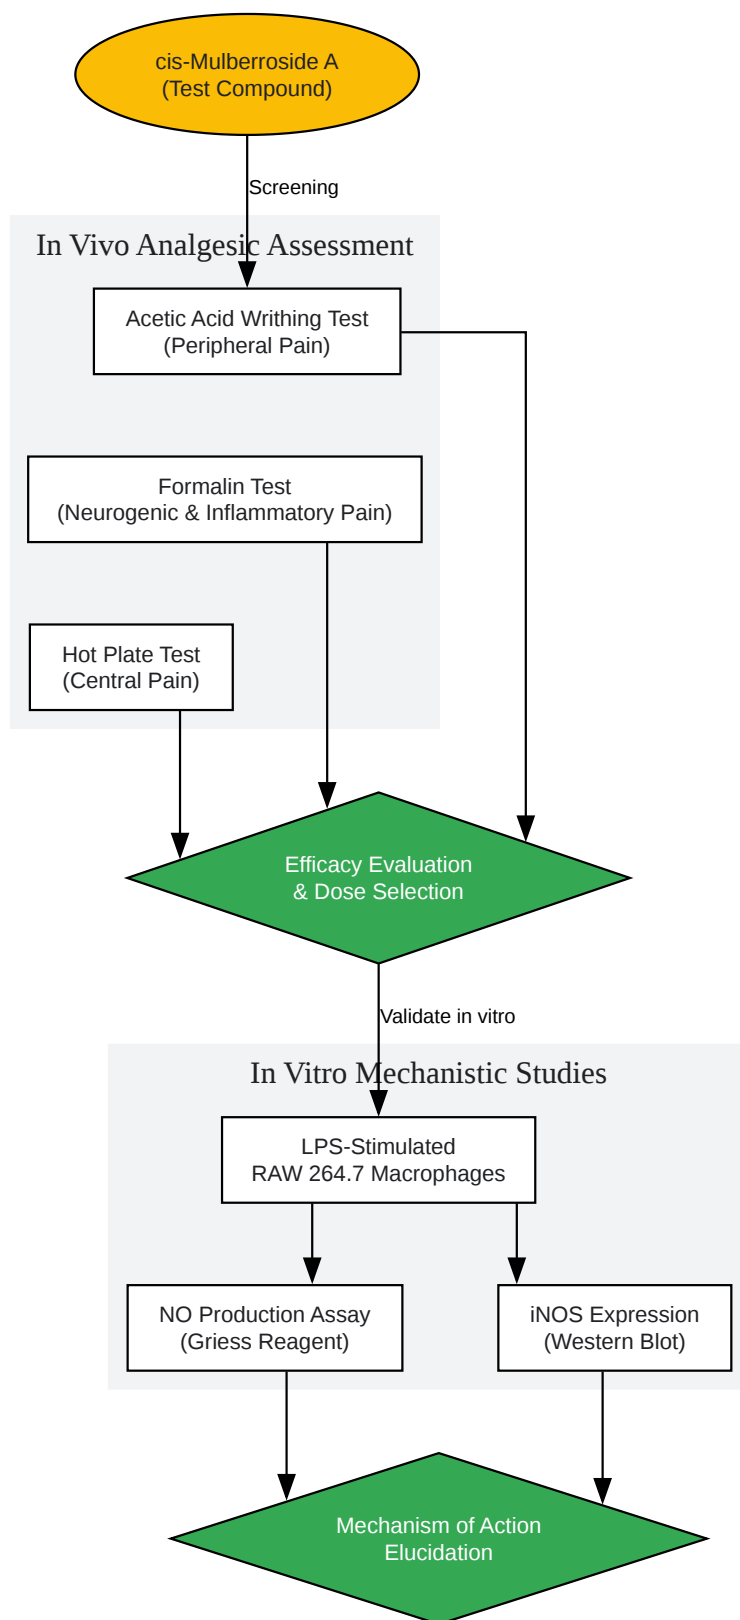 cis-Mulberroside A
(Test Compound)
Screening
In Vivo Analgesic Assessment
Acetic Acid Writhing Test
(Peripheral Pain)
Formalin Test
(Neurogenic & Inflammatory Pain)
Hot Plate Test
(Central Pain)
Efficacy Evaluation
& Dose Selection
Validate in vitro
In Vitro Mechanistic Studies
LPS-Stimulated
RAW 264.7 Macrophages
NO Production Assay
(Griess Reagent)
iNOS Expression
(Western Blot)
Mechanism of Action
Elucidation